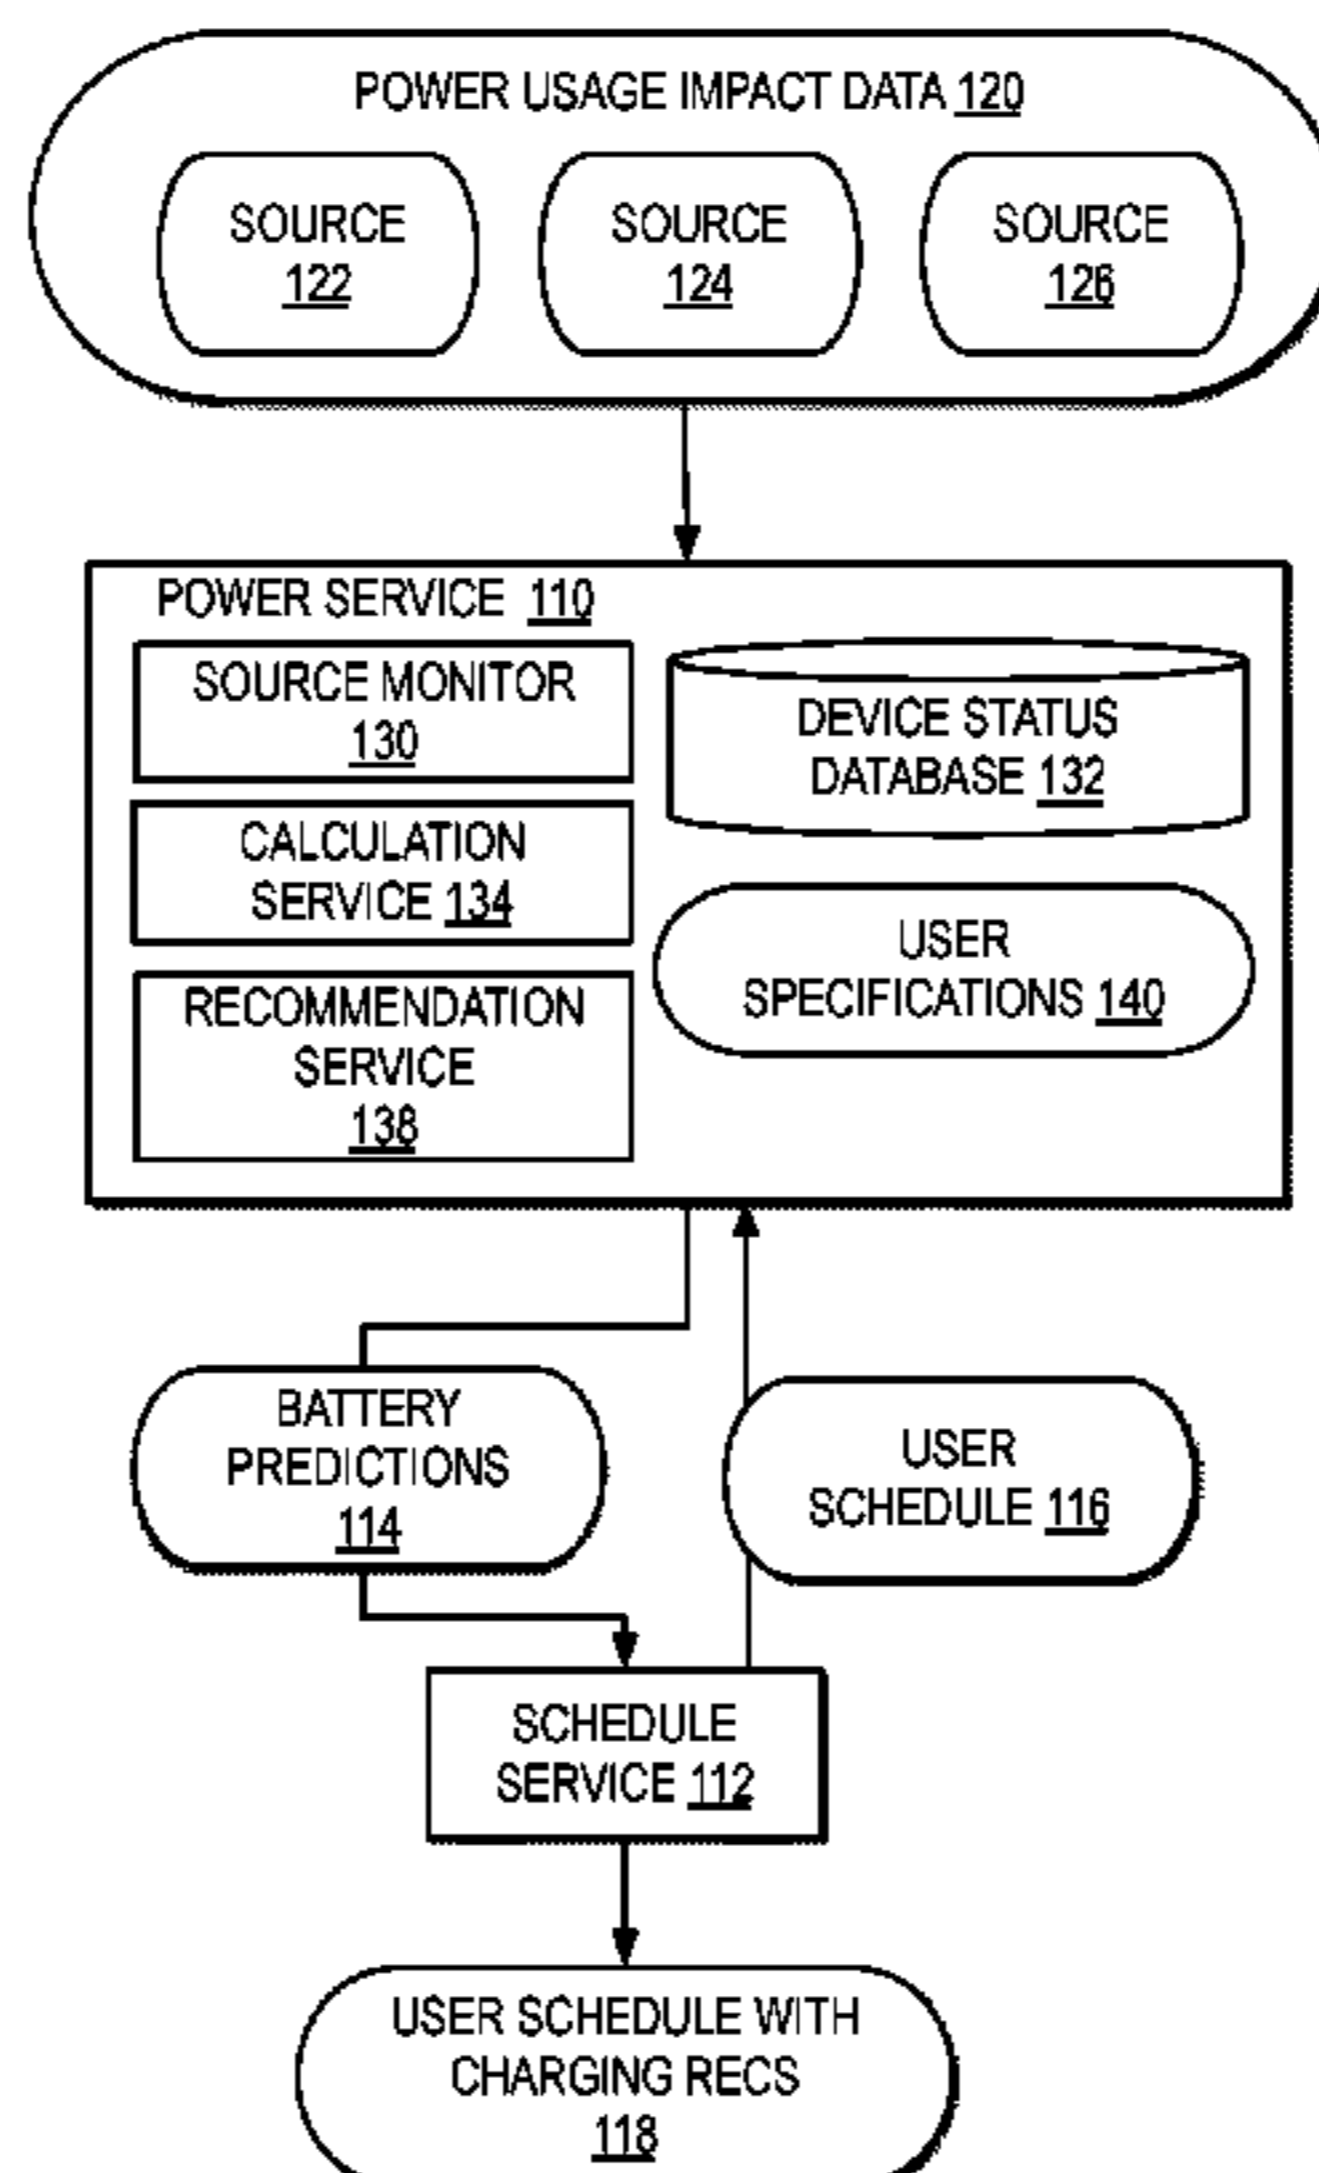 POWER USAGE IMPACT DATA 120
SOURCE
122
SOURCE
124
SOURCE
126
POWER SERVICE 110
SOURCE MONITOR
130
CALCULATION
SERVICE 134
RECOMMENDATION
SERVICE
138
DEVICE STATUS
DATABASE 132
USER
SPECIFICATIONS 140
BATTERY
PREDICTIONS
114
USER
SCHEDULE 116
SCHEDULE
SERVICE 112
USER SCHEDULE WITH
CHARGING RECS
118